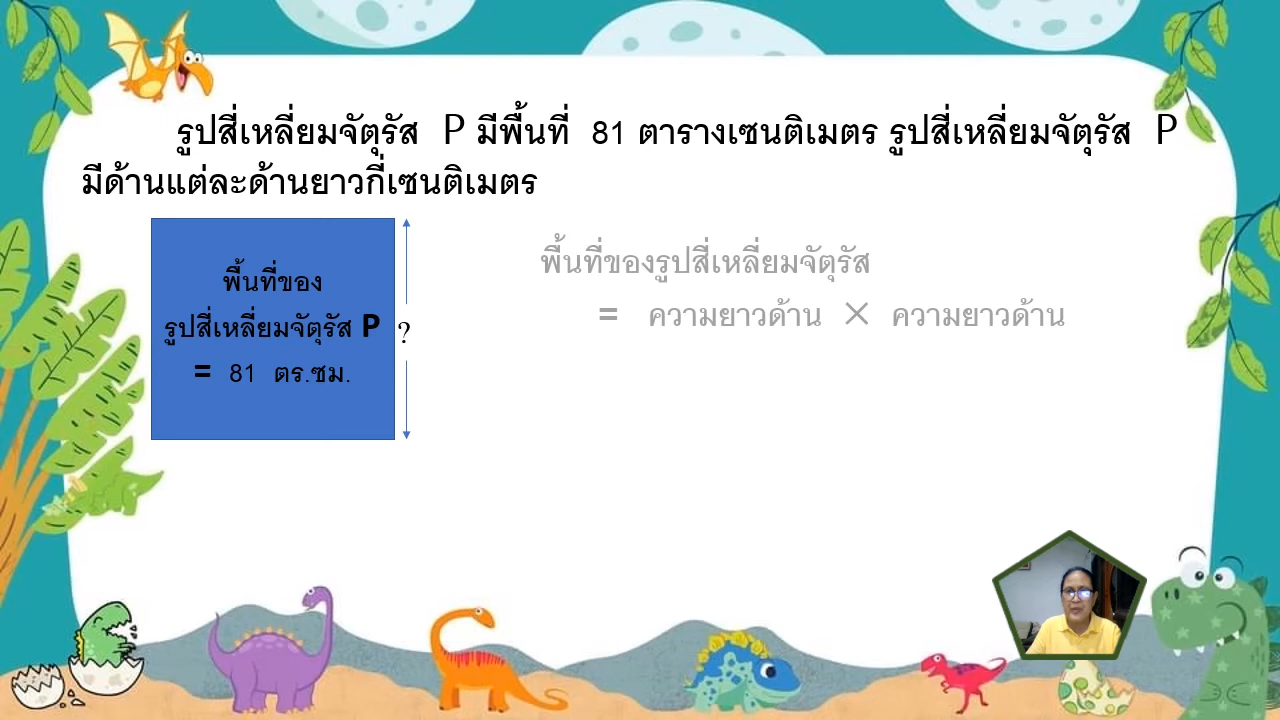 รูปสี่เหลี่ยมจัตุรัส P มีพื้นที่ 81 ตารางเซนติเมตร รูปสี่เหลี่ยมจัตุรัส P
มีด้านแต่ละด้านยาวกี่เซนติเมตร
พื้นที่ของ
รูปสี่เหลี่ยมจัตุรัส P
= 81 ตร.ซม.
?
พื้นที่ของรูปสี่เหลี่ยมจัตุรัส
= ความยาวด้าน × ความยาวด้าน